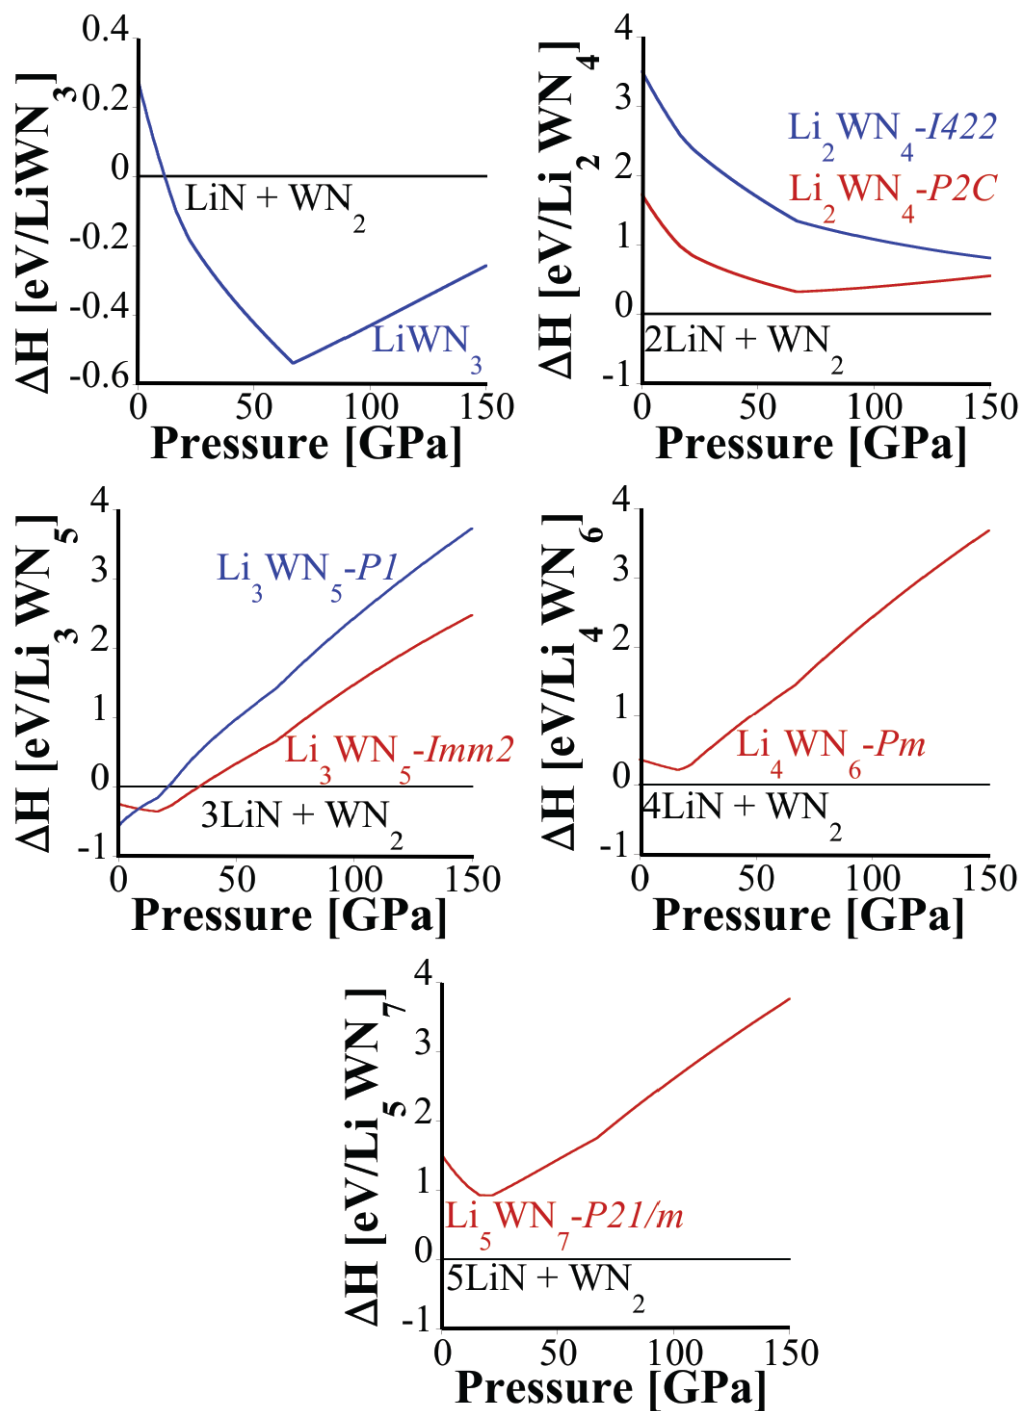 ΔH [eV/LiWN3]
0.4
0.2
0
-0.2
-0.4
-0.6
LiN + WN2
LiWN3
0 50 100 150
Pressure [GPa]
ΔH [eV/Li2WN4]
4
3
2
1
0
-1
Li2WN4-I422
Li2WN4-P2C
2LiN + WN2
0 50 100 150
Pressure [GPa]
ΔH [eV/Li3WN5]
4
3
2
1
0
-1
Li3WN5-P1
Li3WN5-Imm2
3LiN + WN2
0 50 100 150
Pressure [GPa]
ΔH [eV/Li4WN6]
4
3
2
1
0
-1
Li4WN6-Pm
4LiN + WN2
0 50 100 150
Pressure [GPa]
ΔH [eV/Li5WN7]
4
3
2
1
0
-1
Li5WN7-P21/m
5LiN + WN2
0 50 100 150
Pressure [GPa]